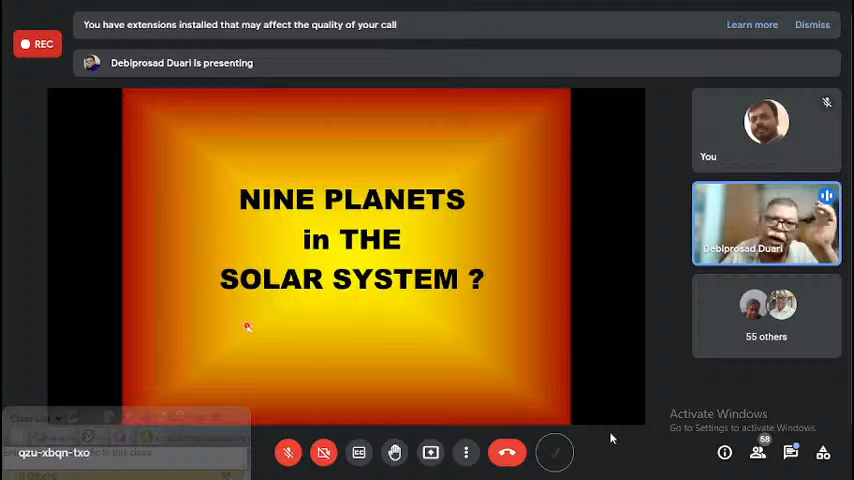 You have extensions installed that may affect the quality of your call
Learn more
Dismiss
REC
Debiprosad Duari is presenting
NINE PLANETS
in THE
SOLAR SYSTEM ?
You
Debiprosad Duari
55 others
Activate Windows
Go to Settings to activate Windows.
Class List
qzu-xbqn-txo
58